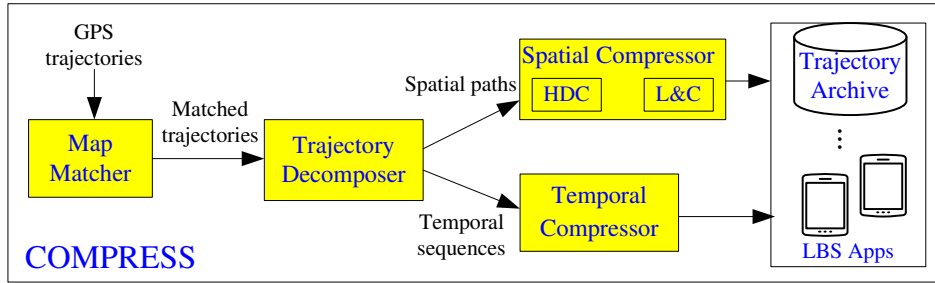 GPS
trajectories
Map
Matcher
Matched
trajectories
Trajectory
Decomposer
Spatial paths
Temporal
sequences
Spatial Compressor
HDC
L&C
Temporal
Compressor
Trajectory
Archive
LBS Apps
COMPRESS